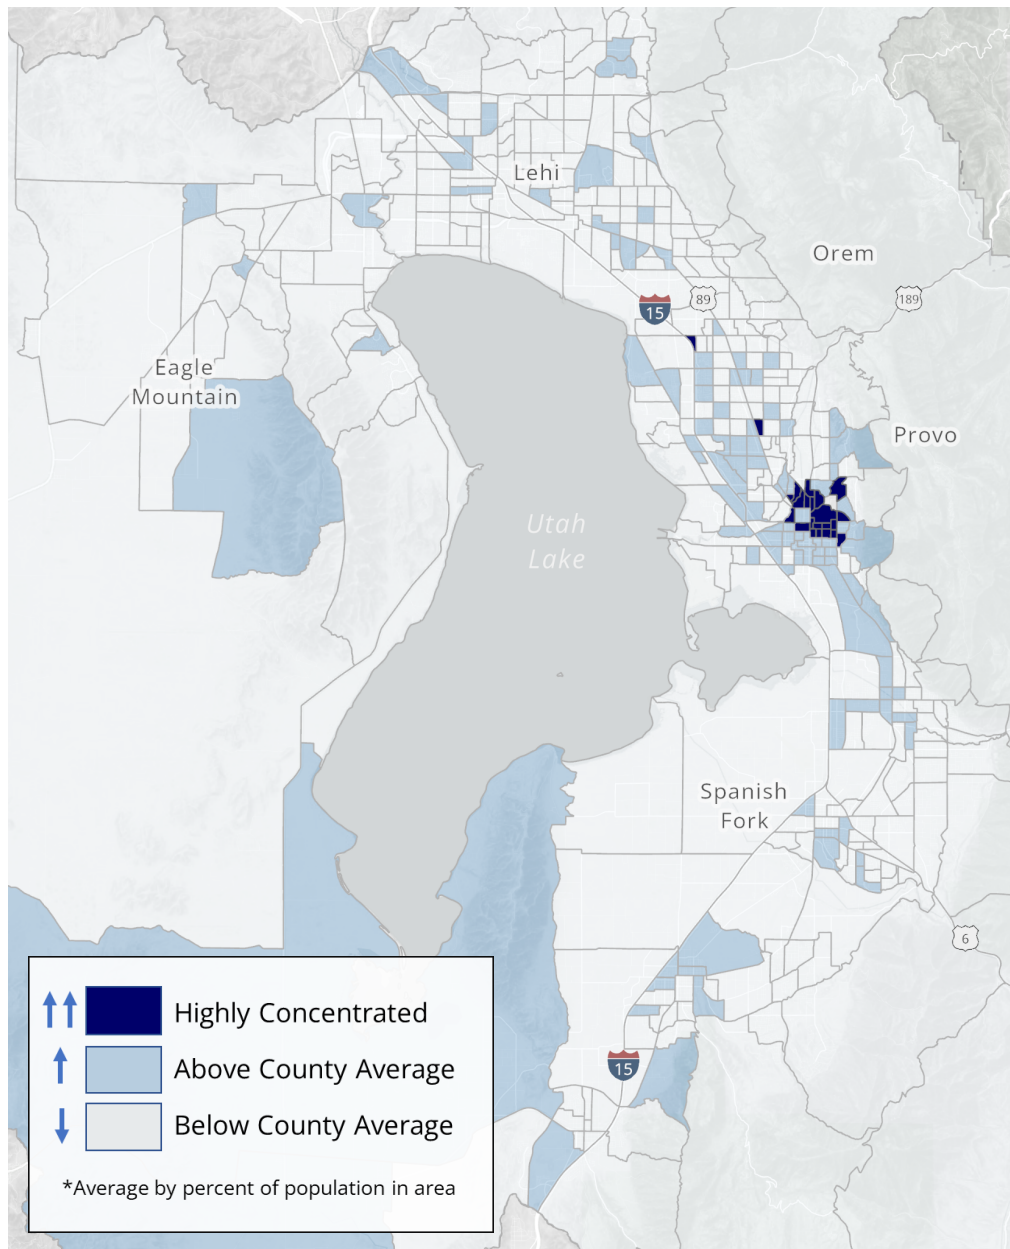 Lehi
Orem
15
89
189
Eagle
Mountain
Provo
Utah
Lake
Spanish
Fork
6
15
Highly Concentrated
Above County Average
Below County Average
*Average by percent of population in area